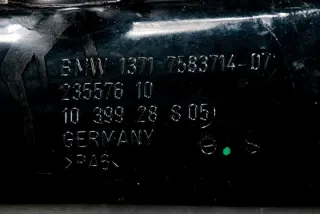 BMW 1371-7583714-07
235576 10
10 399 28 S 05)
GERMANY
>PA6<